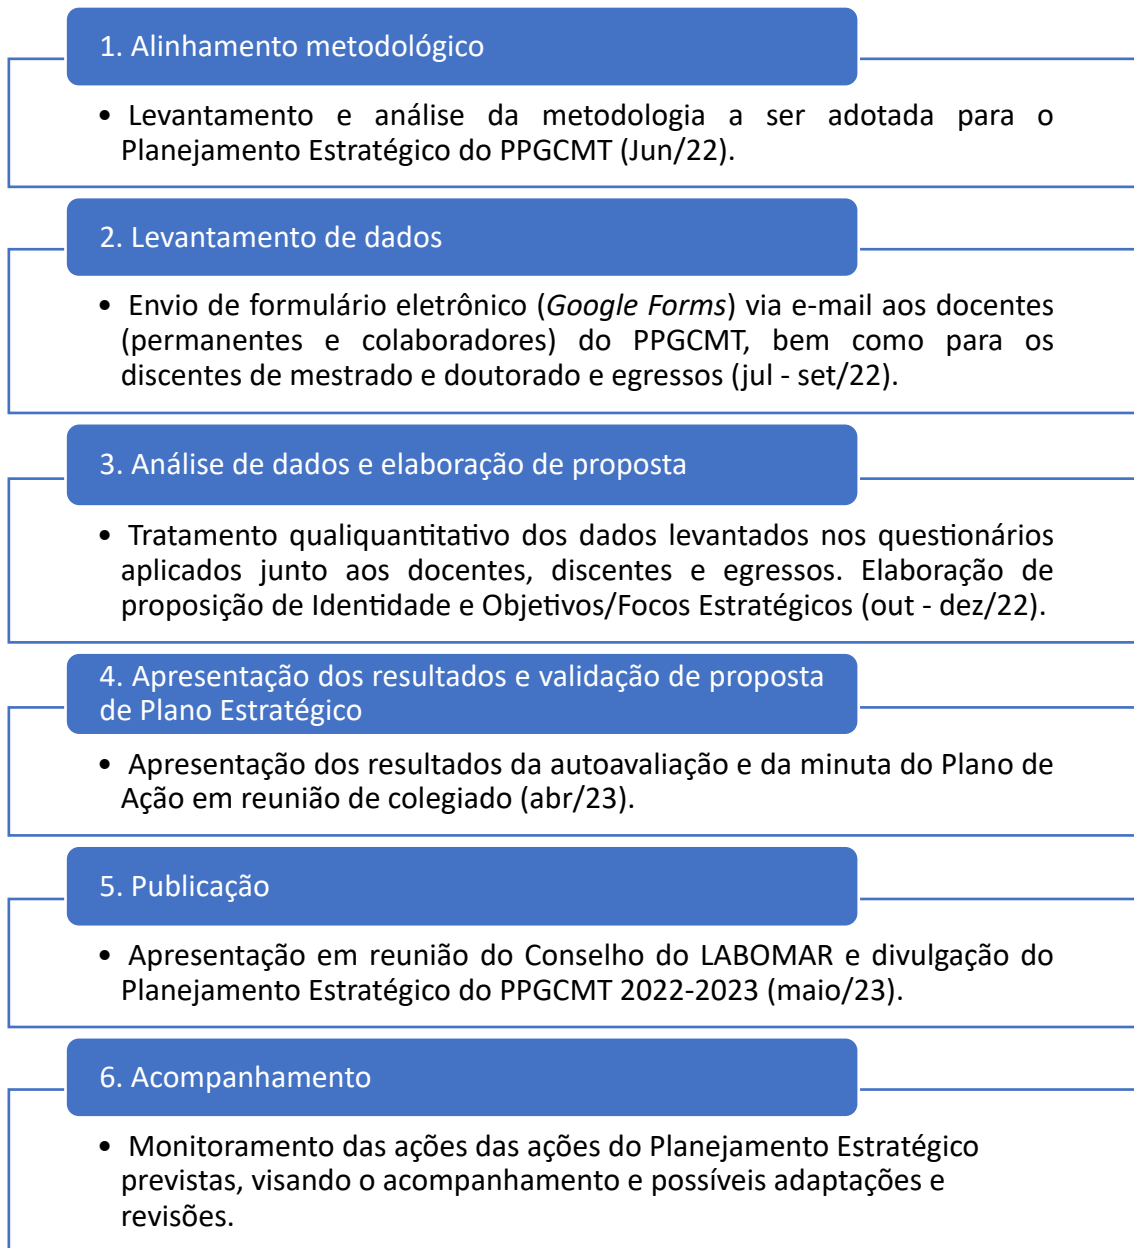 1. Alinhamento metodológico
• Levantamento e análise da metodologia a ser adotada para o
Planejamento Estratégico do PPGCMT (Jun/22).
2. Levantamento de dados
• Envio de formulário eletrônico (Google Forms) via e-mail aos docentes
(permanentes e colaboradores) do PPGCMT, bem como para os
discentes de mestrado e doutorado e egressos (jul - set/22).
3. Análise de dados e elaboração de proposta
• Tratamento qualiquantitativo dos dados levantados nos questionários
aplicados junto aos docentes, discentes e egressos. Elaboração de
proposição de Identidade e Objetivos/Focos Estratégicos (out - dez/22).
4. Apresentação dos resultados e validação de proposta
de Plano Estratégico
• Apresentação dos resultados da autoavaliação e da minuta do Plano de
Ação em reunião de colegiado (abr/23).
5. Publicação
• Apresentação em reunião do Conselho do LABOMAR e divulgação do
Planejamento Estratégico do PPGCMT 2022-2023 (maio/23).
6. Acompanhamento
• Monitoramento das ações das ações do Planejamento Estratégico
previstas, visando o acompanhamento e possíveis adaptações e
revisões.